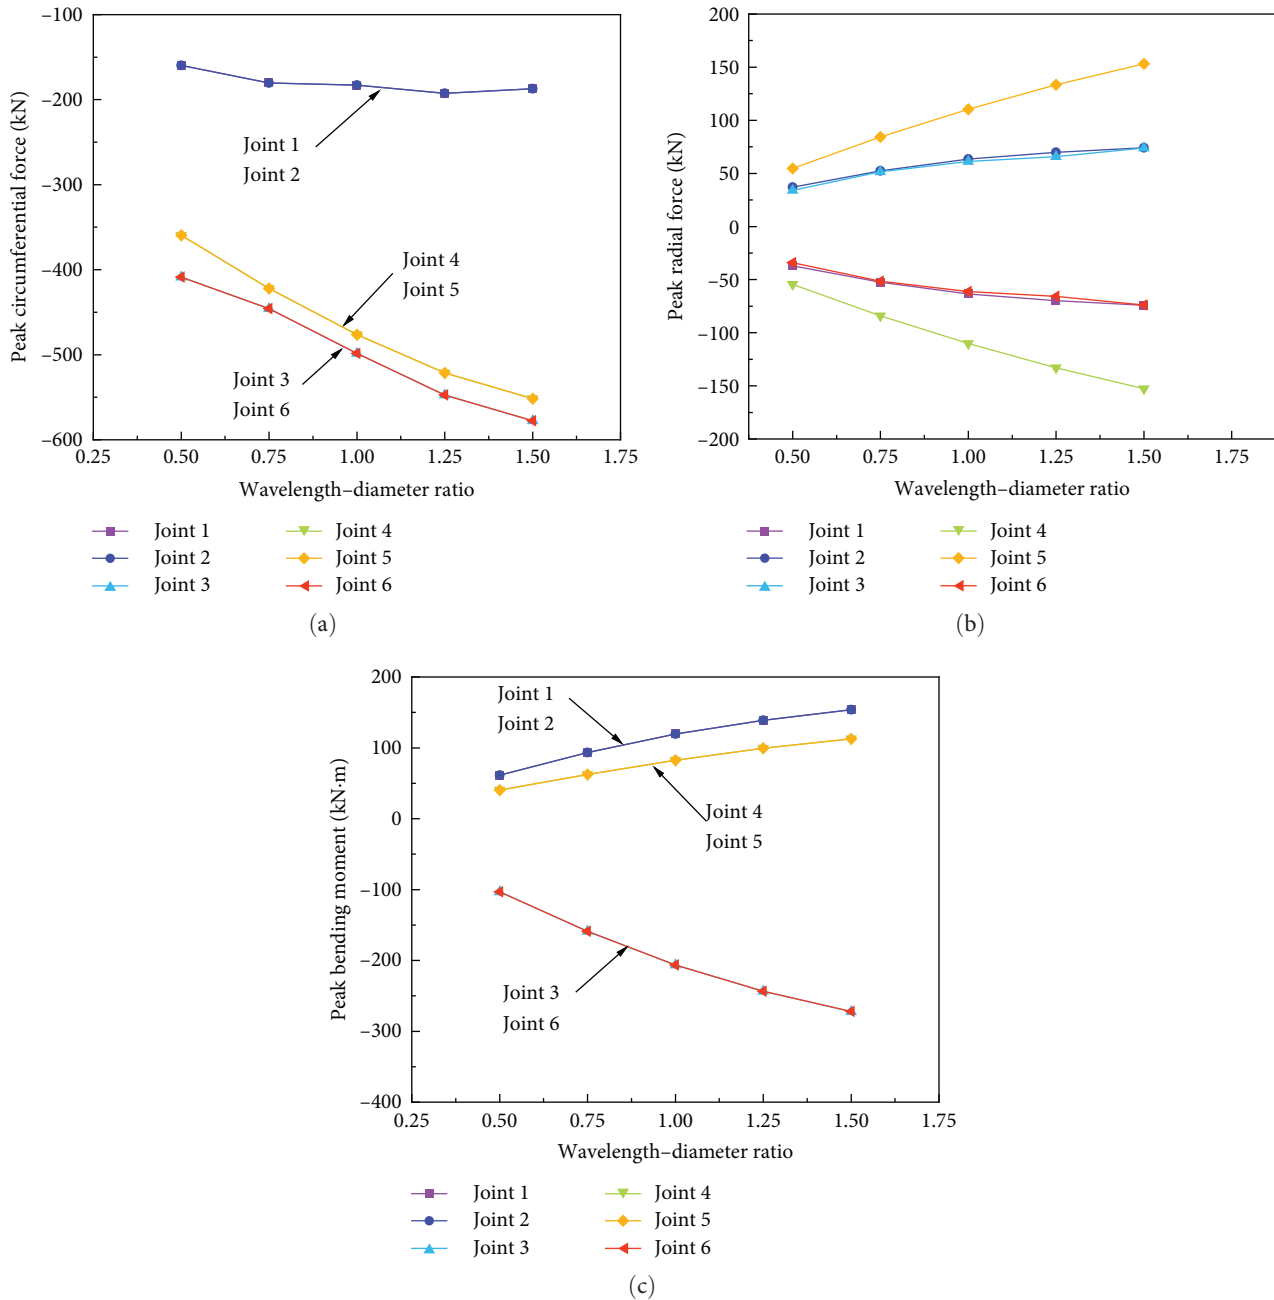 –100
–200
–300
–400
–500
–600
0.25 0.50 0.75 1.00 1.25 1.50 1.75
Peak circumferential force (kN)
Wavelength–diameter ratio
Joint 1
Joint 2
Joint 4
Joint 5
Joint 3
Joint 6
Joint 1 Joint 4
Joint 2 Joint 5
Joint 3 Joint 6
(a)
200
150
100
50
0
–50
–100
–150
–200
0.50 0.75 1.00 1.25 1.50 1.75
Peak radial force (kN)
Wavelength–diameter ratio
Joint 1 Joint 4
Joint 2 Joint 5
Joint 3 Joint 6
(b)
200
100
0
–100
–200
–300
–400
0.25 0.50 0.75 1.00 1.25 1.50 1.75
Peak bending moment (kN·m)
Wavelength–diameter ratio
Joint 1
Joint 2
Joint 4
Joint 5
Joint 3
Joint 6
Joint 1 Joint 4
Joint 2 Joint 5
Joint 3 Joint 6
(c)